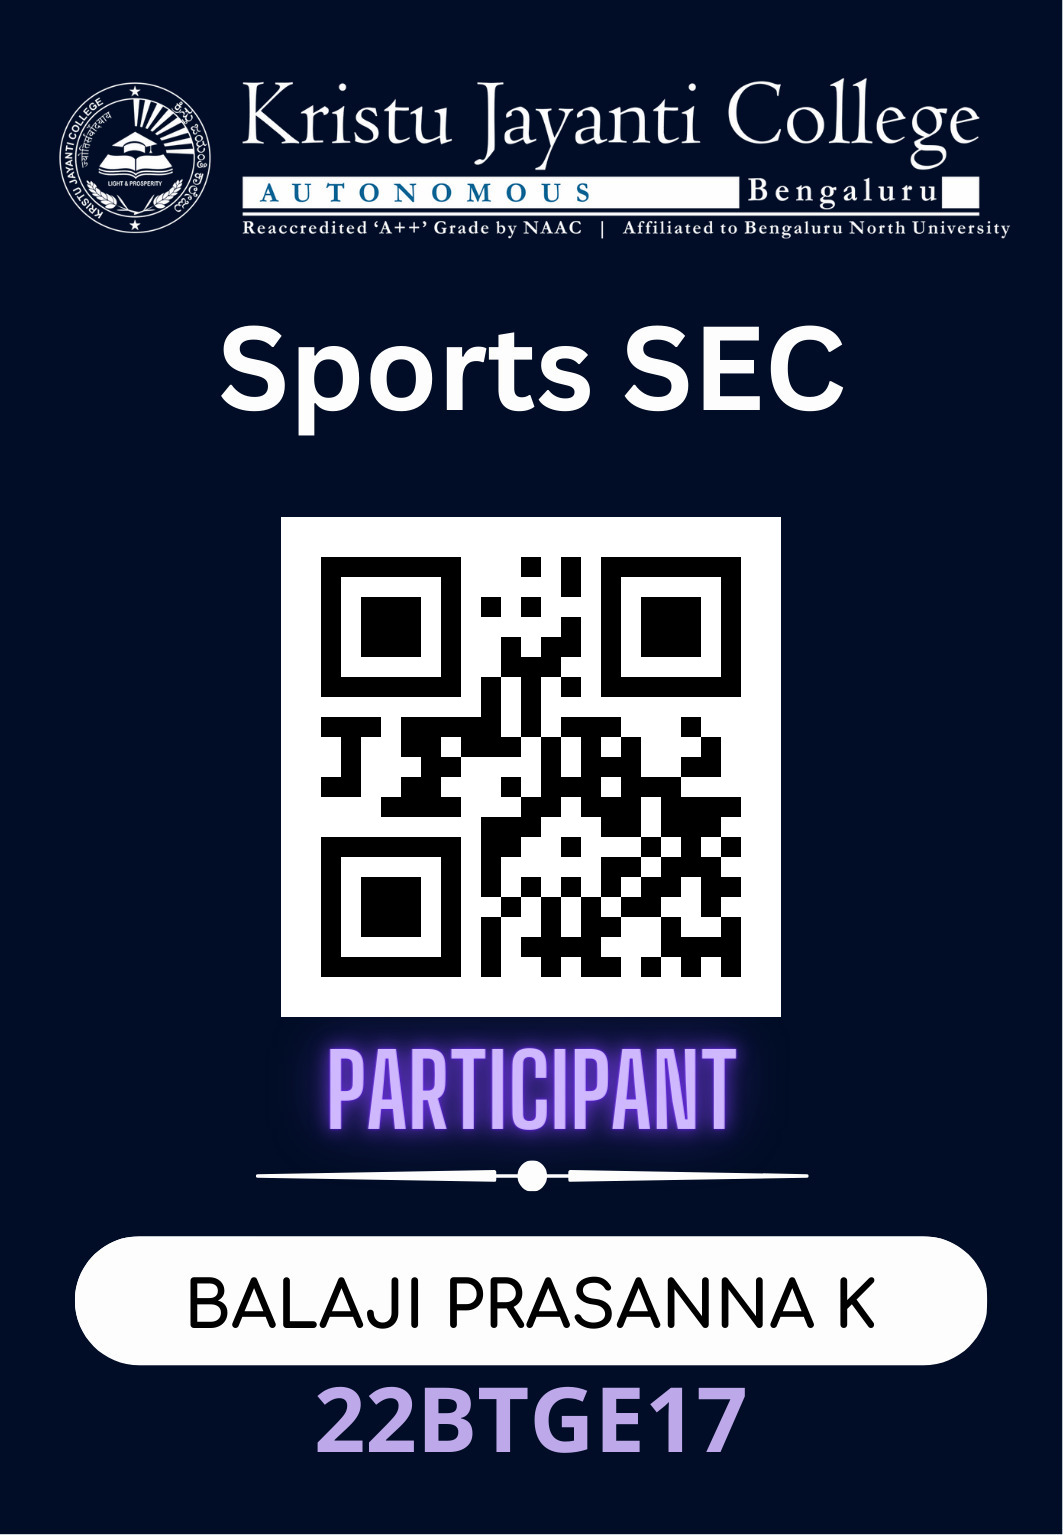 KRISTU JAYANTI COLLEGE
LIGHT & PROSPERITY
Kristu Jayanti College
AUTONOMOUS Bengaluru
Reaccredited ‘A++’ Grade by NAAC | Affiliated to Bengaluru North University
Sports SEC
PARTICIPANT
BALAJI PRASANNA K
22BTGE17